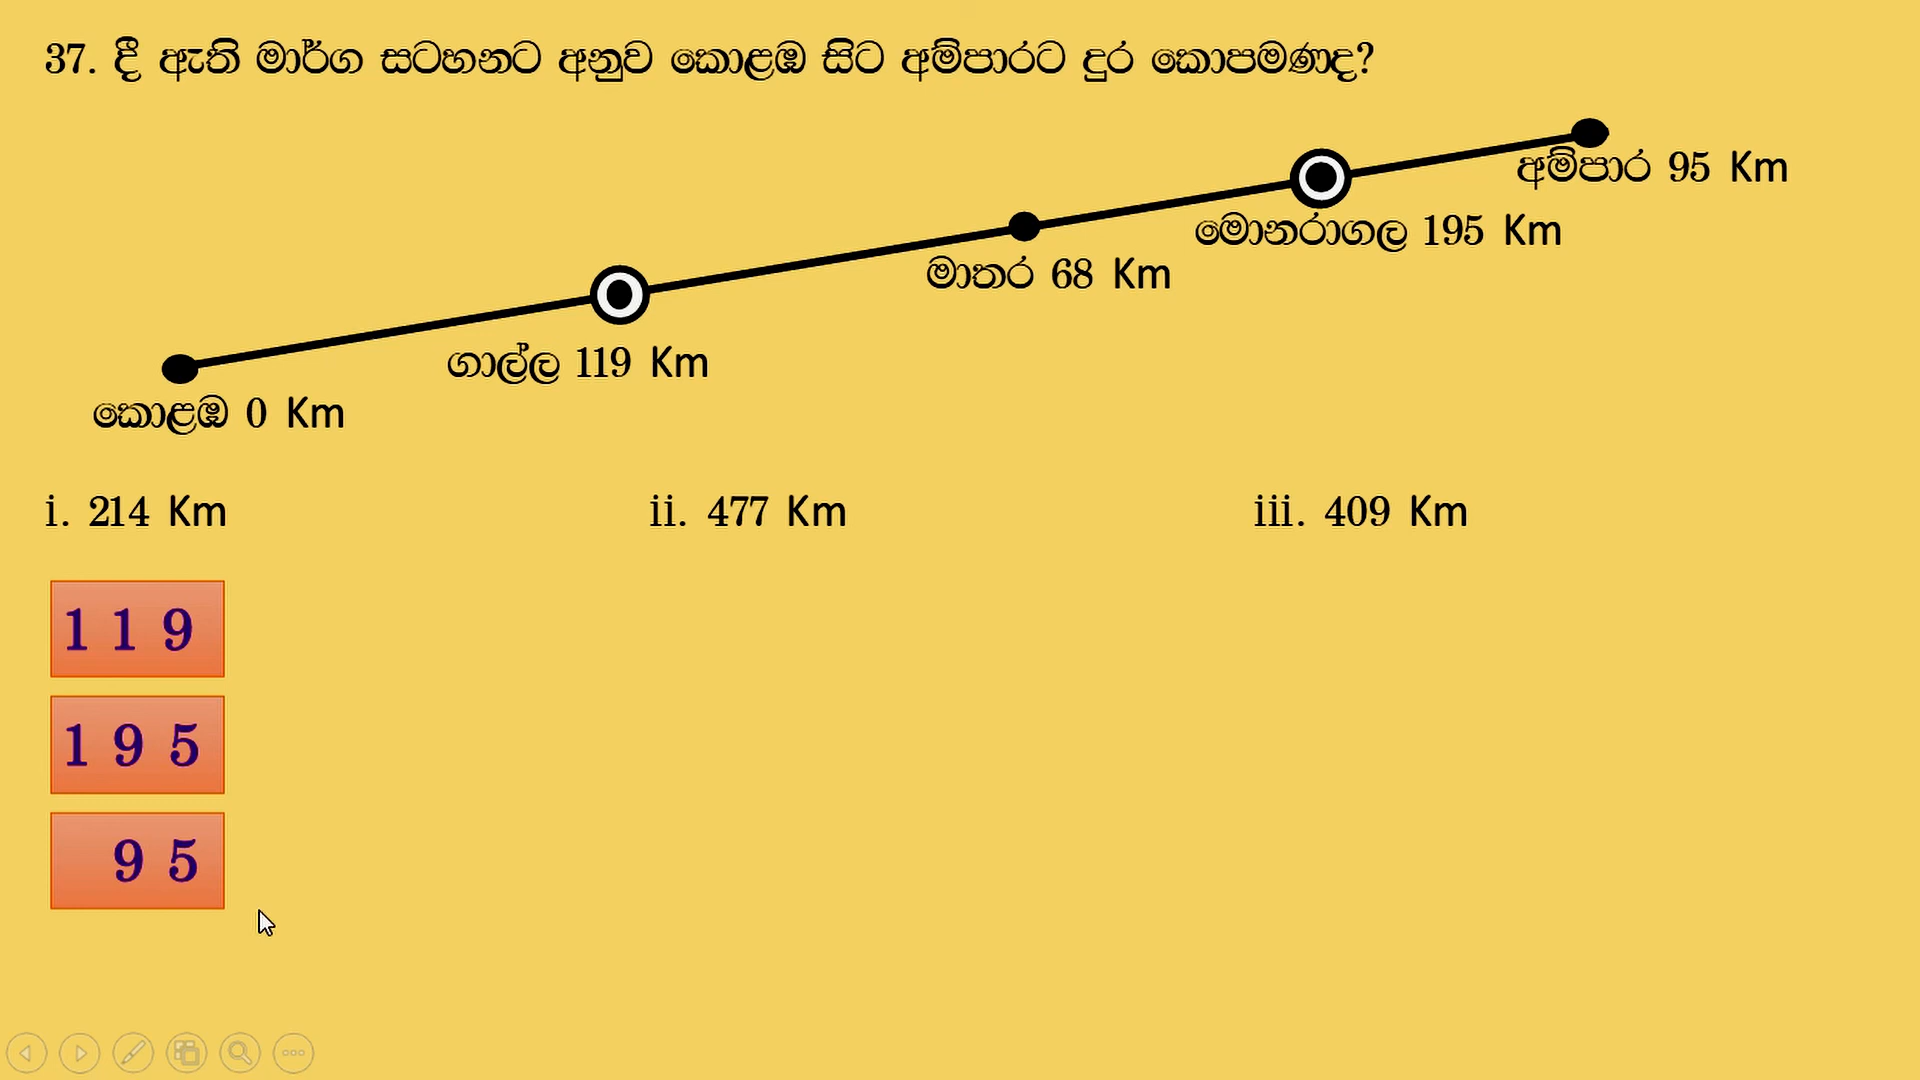 37. දී ඇති මාර්ග සටහනට අනුව කොළඹ සිට අම්පාරට දුර කොපමණද?
අම්පාර 95 Km
මොනරාගල 195 Km
මාතර 68 Km
ගාල්ල 119 Km
කොළඹ 0 Km
i. 214 Km ii. 477 Km iii. 409 Km
1 1 9
1 9 5
9 5